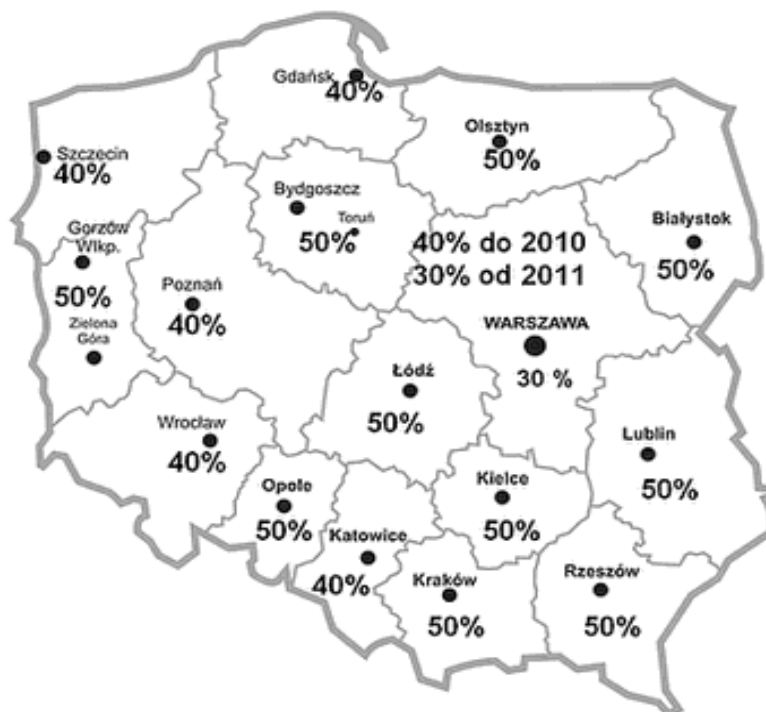 Gdańsk
40%
Olsztyn
50%
Szczecin
40%
Bydgoszcz
Toruń
50%
Gorzów
Wlkp.
50%
Zielona
Góra
Poznań
40%
40% do 2010
30% od 2011
WARSZAWA
30 %
Białystok
50%
Łódź
50%
Wrocław
40%
Opole
50%
Katowice
40%
Kielce
50%
Lublin
50%
Kraków
50%
Rzeszów
50%